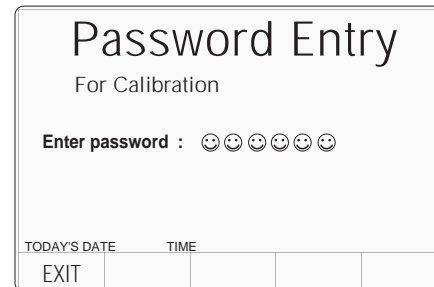 Password Entry
For Calibration
Enter password : ☺☺☺☺☺☺
TODAY'S DATE TIME
EXIT